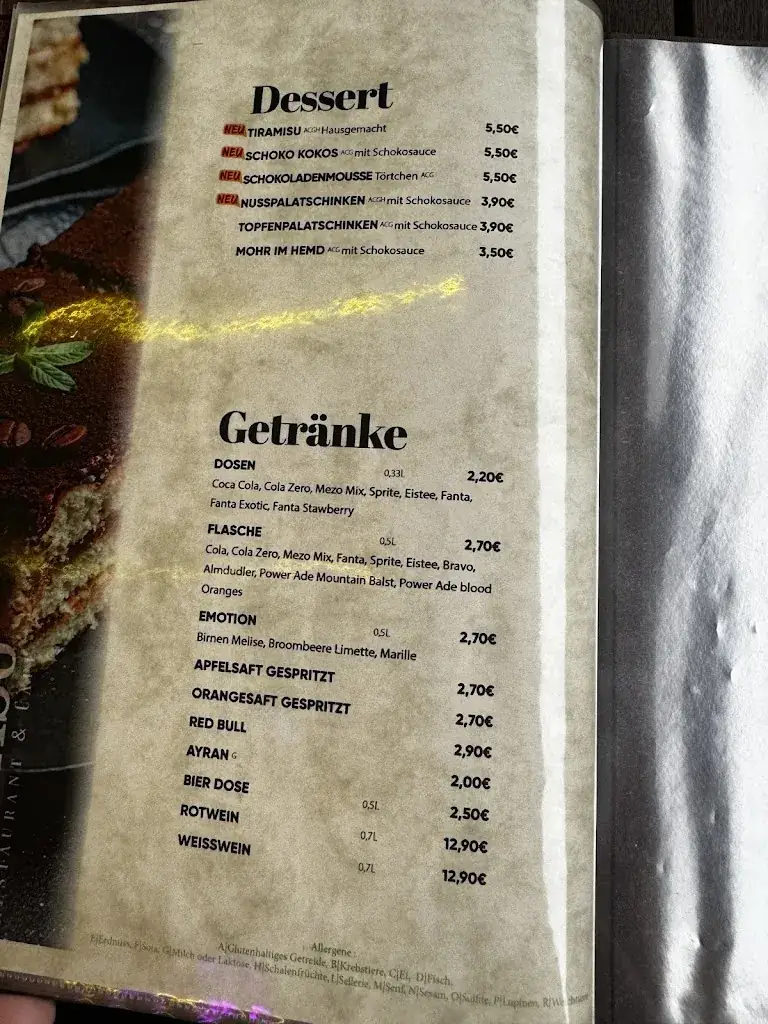 Dessert
NEU TIRAMISU ACGH Hausgemacht 5,50€
NEU SCHOKO KOKOS ACG mit Schokosauce 5,50€
NEU SCHOKOLADENMOUSSE Törtchen ACG 5,50€
NEU NUSSPALATSCHINKEN ACGH mit Schokosauce 3,90€
TOPFENPALATSCHINKEN ACG mit Schokosauce 3,90€
MOHR IM HEMD ACG mit Schokosauce 3,50€
Getränke
DOSEN 0,33L 2,20€
Coca Cola, Cola Zero, Mezo Mix, Sprite, Eistee, Fanta,
Fanta Exotic, Fanta Stawberry
FLASCHE 0,5L 2,70€
Cola, Cola Zero, Mezo Mix, Fanta, Sprite, Eistee, Bravo,
Almdudler, Power Ade Mountain Balst, Power Ade blood
Oranges
EMOTION 0,5L 2,70€
Birnen Melise, Broombeere Limette, Marille
APFELSAFT GESPRITZT 2,70€
ORANGESAFT GESPRITZT 2,70€
RED BULL 2,90€
AYRAN G 2,00€
BIER DOSE 0,5L 2,50€
ROTWEIN 0,7L 12,90€
WEISSWEIN 0,7L 12,90€
Allergene:
A|Glutenhaltiges Getreide, B|Krebstiere, C|Ei, D|Fisch,
E|Erdnuss, F|Soja, G|Milch oder Laktose, H|Schalenfrüchte, L|Sellerie, M|Senf, N|Sesam, O|Sulfite, P|Lupinen,